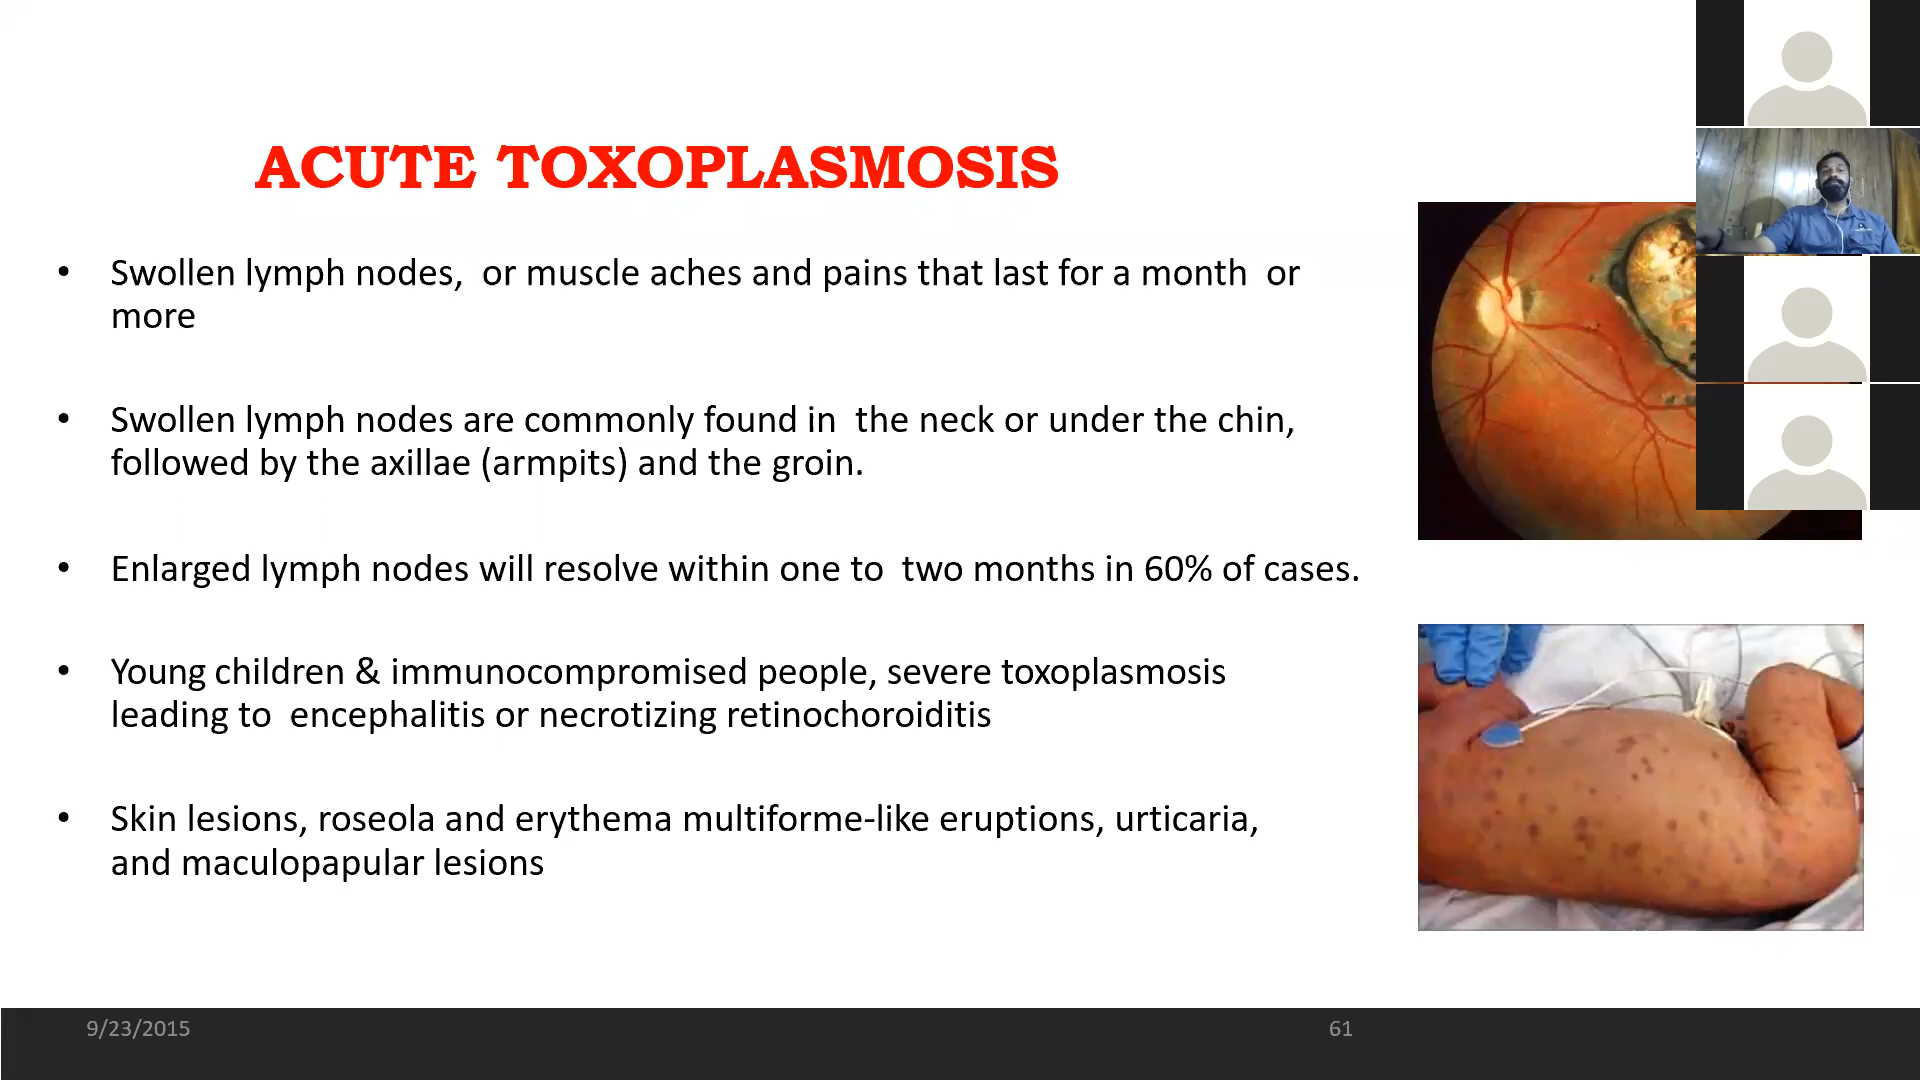 ACUTE TOXOPLASMOSIS
• Swollen lymph nodes, or muscle aches and pains that last for a month or
more
• Swollen lymph nodes are commonly found in the neck or under the chin,
followed by the axillae (armpits) and the groin.
• Enlarged lymph nodes will resolve within one to two months in 60% of cases.
• Young children & immunocompromised people, severe toxoplasmosis
leading to encephalitis or necrotizing retinochoroiditis
• Skin lesions, roseola and erythema multiforme-like eruptions, urticaria,
and maculopapular lesions
9/23/2015
61